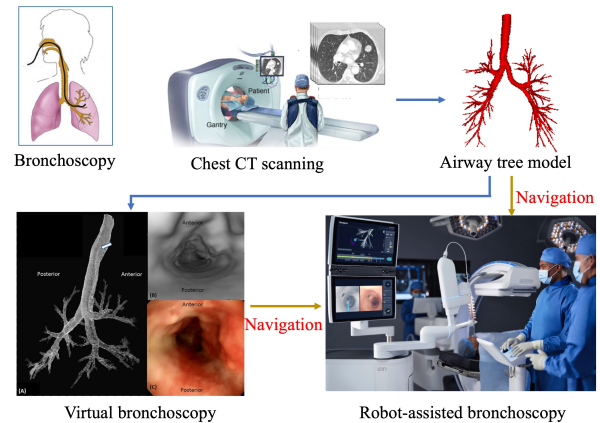 Patient
Gantry
Bronchoscopy
Chest CT scanning
Airway tree model
Navigation
Posterior
Anterior
Anterior
Posterior
(B)
Anterior
Posterior
(A)
(C)
Navigation
Virtual bronchoscopy
Robot-assisted bronchoscopy